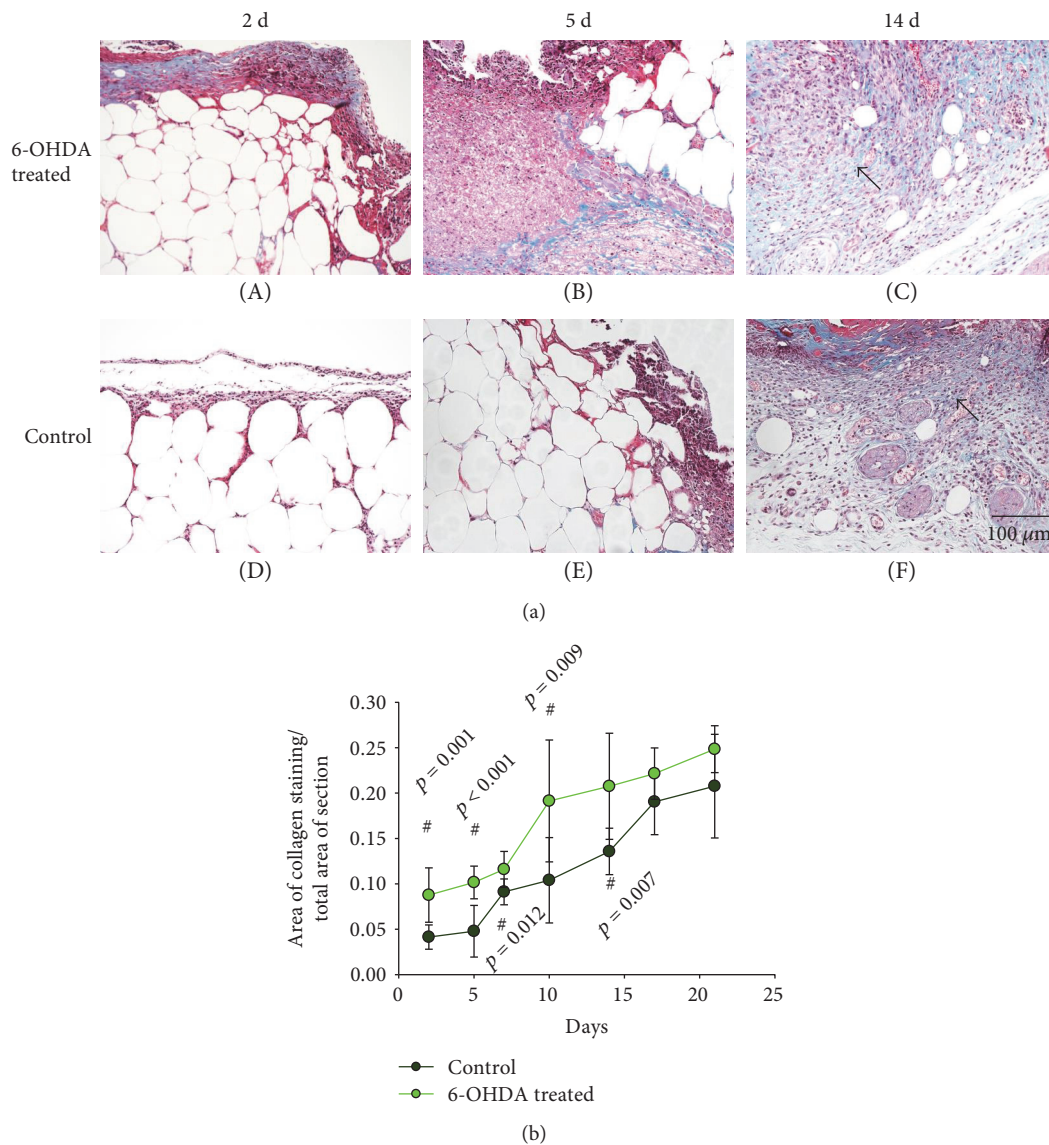 2 d
5 d
14 d
6-OHDA
treated
(A)
(B)
(C)
Control
100 μm
(D)
(E)
(F)
(a)
p = 0.001
p < 0.001
p = 0.009
#
#
#
#
#
p = 0.012
p = 0.007
Area of collagen staining/
total area of section
0.30
0.25
0.20
0.15
0.10
0.05
0.00
0
5
10
15
20
25
Days
Control
6-OHDA treated
(b)